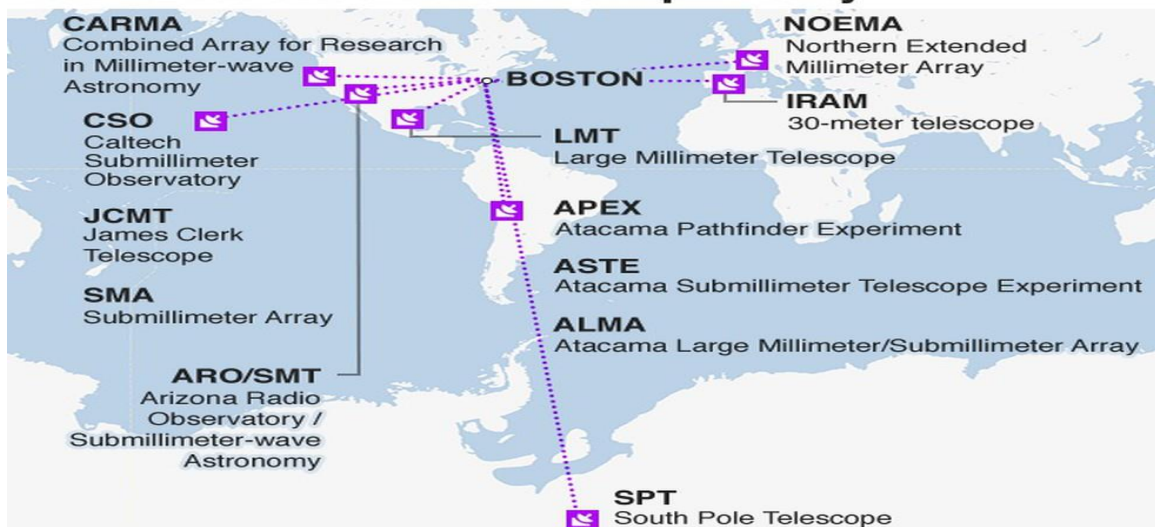 CARMA
Combined Array for Research
in Millimeter-wave
Astronomy
CSO
Caltech
Submillimeter
Observatory
JCMT
James Clerk
Telescope
SMA
Submillimeter Array
ARO/SMT
Arizona Radio
Observatory /
Submillimeter-wave
Astronomy
BOSTON
NOEMA
Northern Extended
Millimeter Array
IRAM
30-meter telescope
LMT
Large Millimeter Telescope
APEX
Atacama Pathfinder Experiment
ASTE
Atacama Submillimeter Telescope Experiment
ALMA
Atacama Large Millimeter/Submillimeter Array
SPT
South Pole Telescope